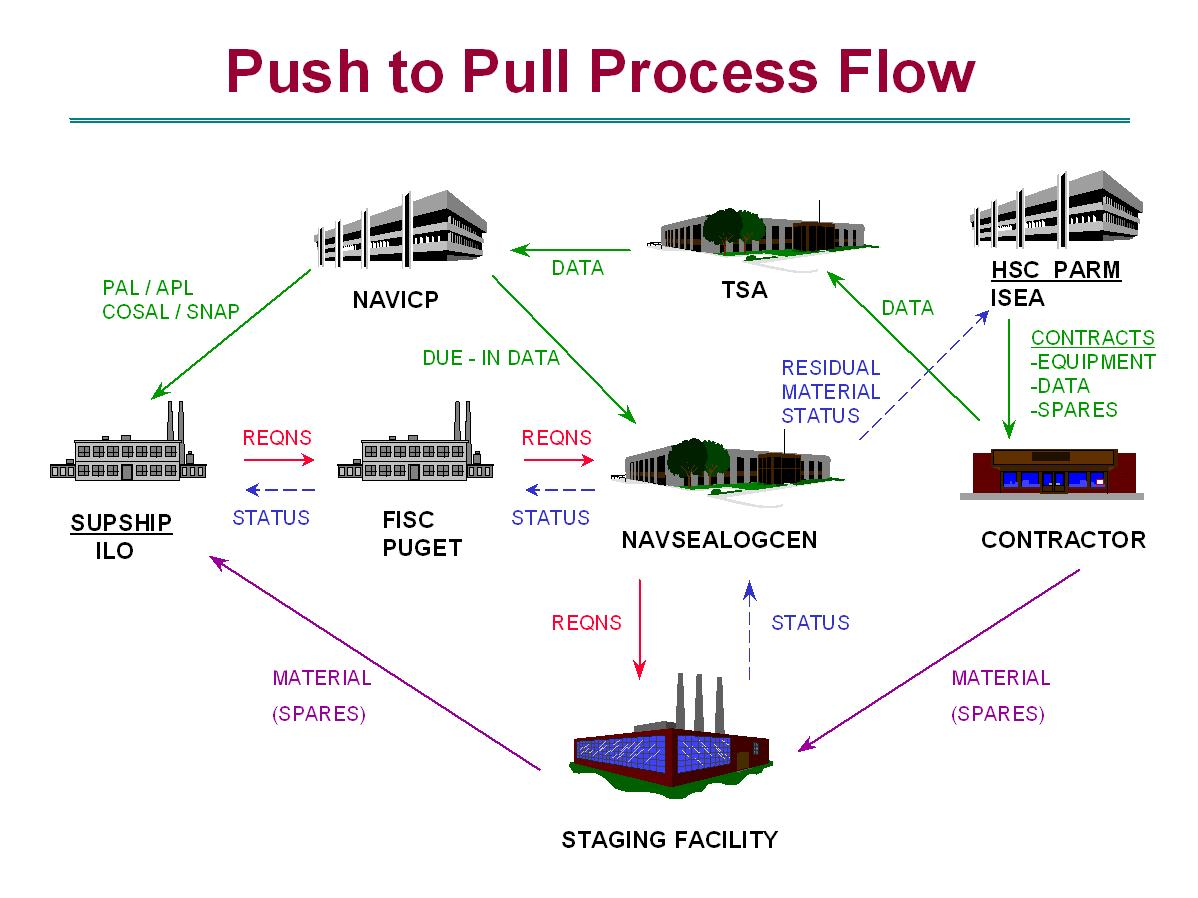 Push to Pull Process Flow
HSC PARM
ISEA
NAVICP
DATA
TSA
PAL / APL
COSAL / SNAP
DUE - IN DATA
DATA
RESIDUAL
MATERIAL
STATUS
CONTRACTS
-EQUIPMENT
-DATA
-SPARES
REQNS
REQNS
STATUS
STATUS
SUPSHIP
ILO
FISC
PUGET
NAVSEALOGCEN
CONTRACTOR
REQNS
STATUS
MATERIAL
(SPARES)
MATERIAL
(SPARES)
STAGING FACILITY